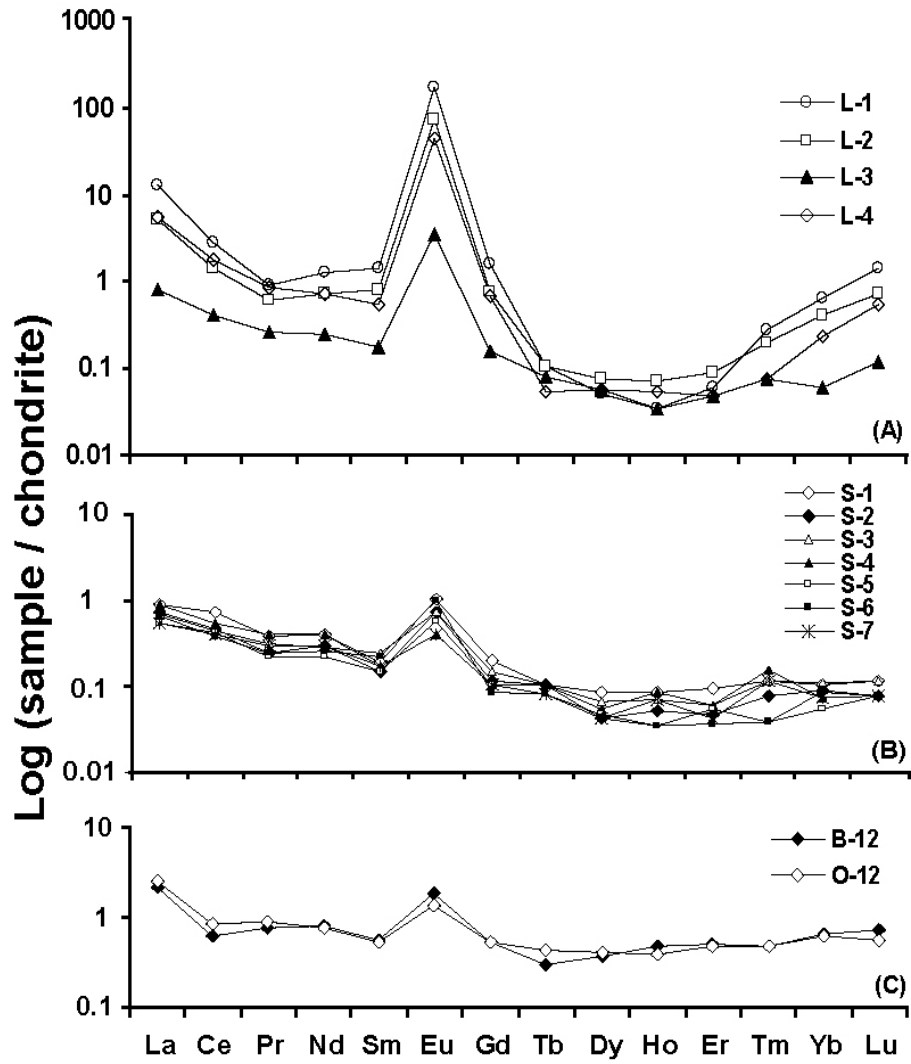 Log (sample / chondrite)
1000
100
10
1
0.1
0.01
L-1
L-2
L-3
L-4
(A)
10
1
0.1
0.01
S-1
S-2
S-3
S-4
S-5
S-6
S-7
(B)
10
1
0.1
B-12
O-12
(C)
La Ce Pr Nd Sm Eu Gd Tb Dy Ho Er Tm Yb Lu